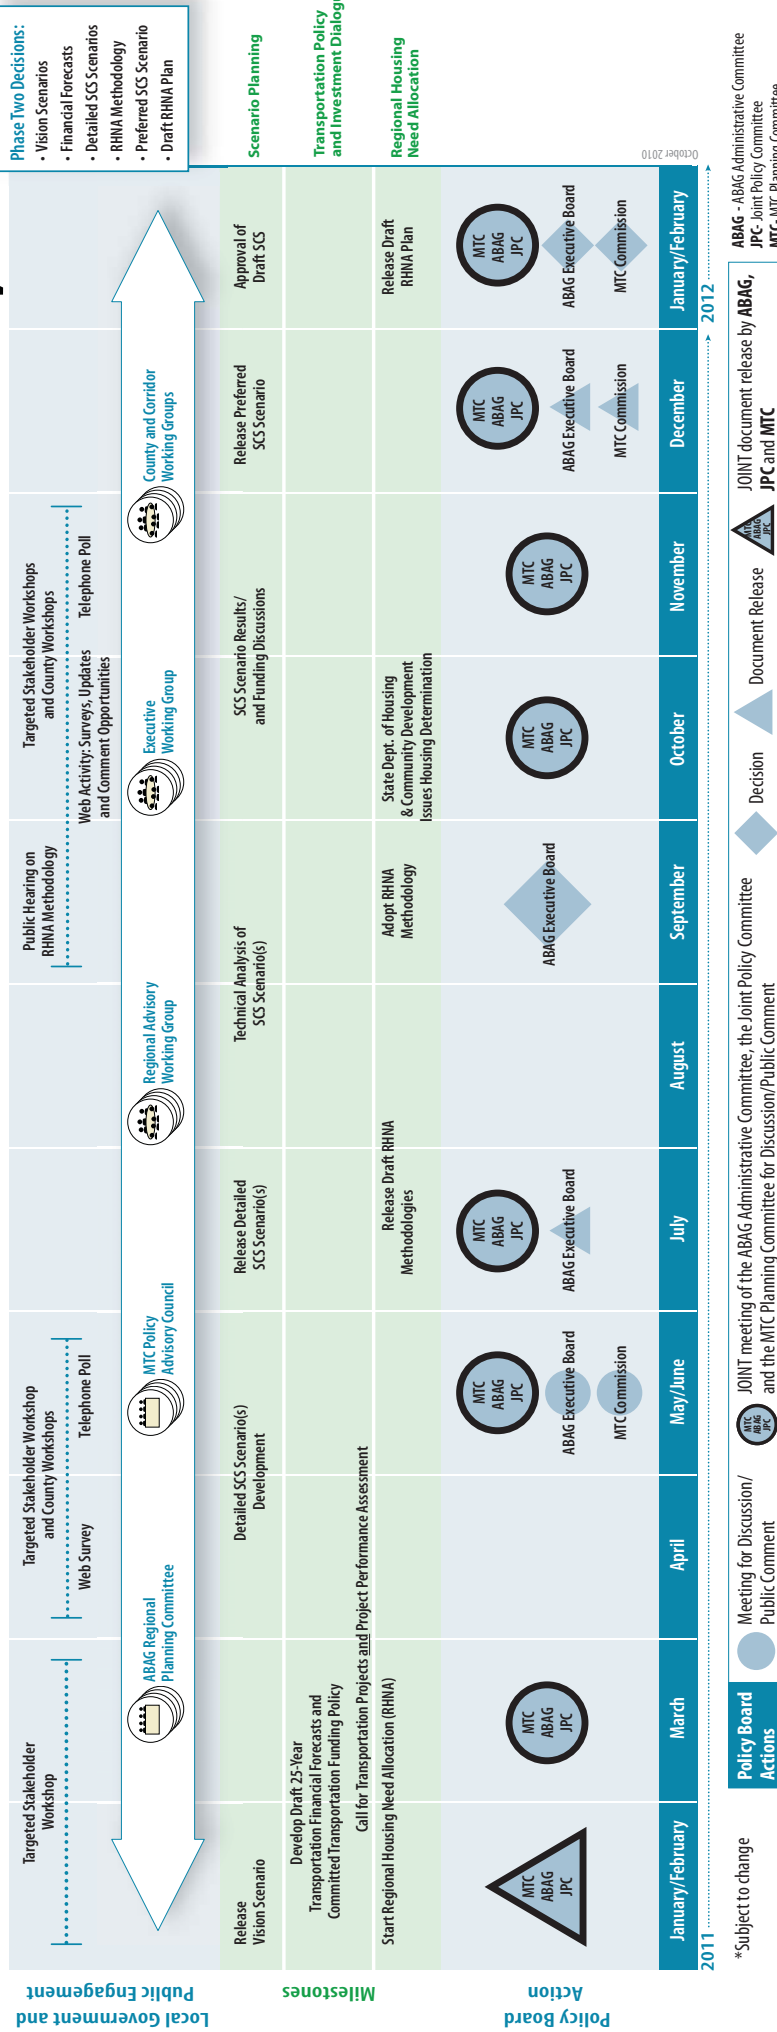 Phase Two Decisions:
• Vision Scenarios
• Financial Forecasts
• Detailed SCS Scenarios
• RHNA Methodology
• Preferred SCS Scenario
• Draft RHNA Plan
Local Government and
Public Engagement
Targeted Stakeholder
Workshop
Targeted Stakeholder Workshop
and County Workshops
Web Survey
Telephone Poll
Public Hearing on
RHNA Methodology
Targeted Stakeholder Workshops
and County Workshops
Web Activity: Surveys, Updates
and Comment Opportunities
Telephone Poll
ABAG Regional
Planning Committee
MTC Policy
Advisory Council
Regional Advisory
Working Group
Executive
Working Group
County and Corridor
Working Groups
Milestones
Release
Vision Scenario
Detailed SCS Scenario(s)
Development
Release Detailed
SCS Scenario(s)
Technical Analysis of
SCS Scenario(s)
SCS Scenario Results/
and Funding Discussions
Release Preferred
SCS Scenario
Approval of
Draft SCS
Scenario Planning
Develop Draft 25-Year
Transportation Financial Forecasts and
Committed Transportation Funding Policy
Call for Transportation Projects and Project Performance Assessment
Transportation Policy
and Investment Dialogue
Start Regional Housing Need Allocation (RHNA)
Release Draft RHNA
Methodologies
Adopt RHNA
Methodology
State Dept. of Housing
& Community Development
Issues Housing Determination
Release Draft
RHNA Plan
Regional Housing
Need Allocation
Policy Board
Action
MTC
ABAG
JPC
MTC
ABAG
JPC
MTC
ABAG
JPC
ABAG Executive Board
MTC Commission
MTC
ABAG
JPC
ABAG Executive Board
ABAG Executive Board
MTC
ABAG
JPC
MTC
ABAG
JPC
MTC
ABAG
JPC
ABAG Executive Board
MTC Commission
MTC
ABAG
JPC
ABAG Executive Board
MTC Commission
October 2010
January/February
March
April
May/June
July
August
September
October
November
December
January/February
2011
2012
*Subject to change
Policy Board
Actions
Meeting for Discussion/
Public Comment
MTC
ABAG
JPC
JOINT meeting of the ABAG Administrative Committee, the Joint Policy Committee
and the MTC Planning Committee for Discussion/Public Comment
Decision
Document Release
MTC
ABAG
JPC
JOINT document release by ABAG,
JPC and MTC
ABAG - ABAG Administrative Committee
JPC- Joint Policy Committee
MTC- MTC Planning Committee